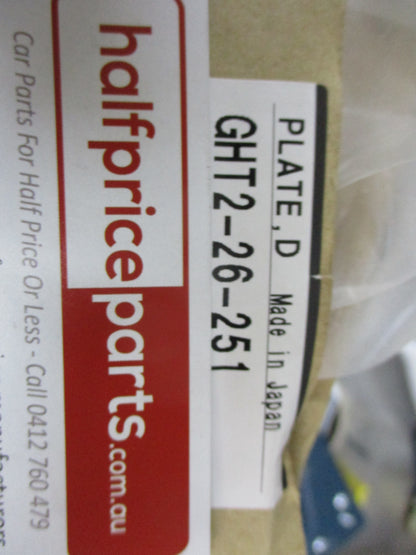 PLATE, D
Made in Japan
GHT2-26-251
halfpriceparts.com.au
Car Parts For Half Price Or Less - Call 0412 760 479